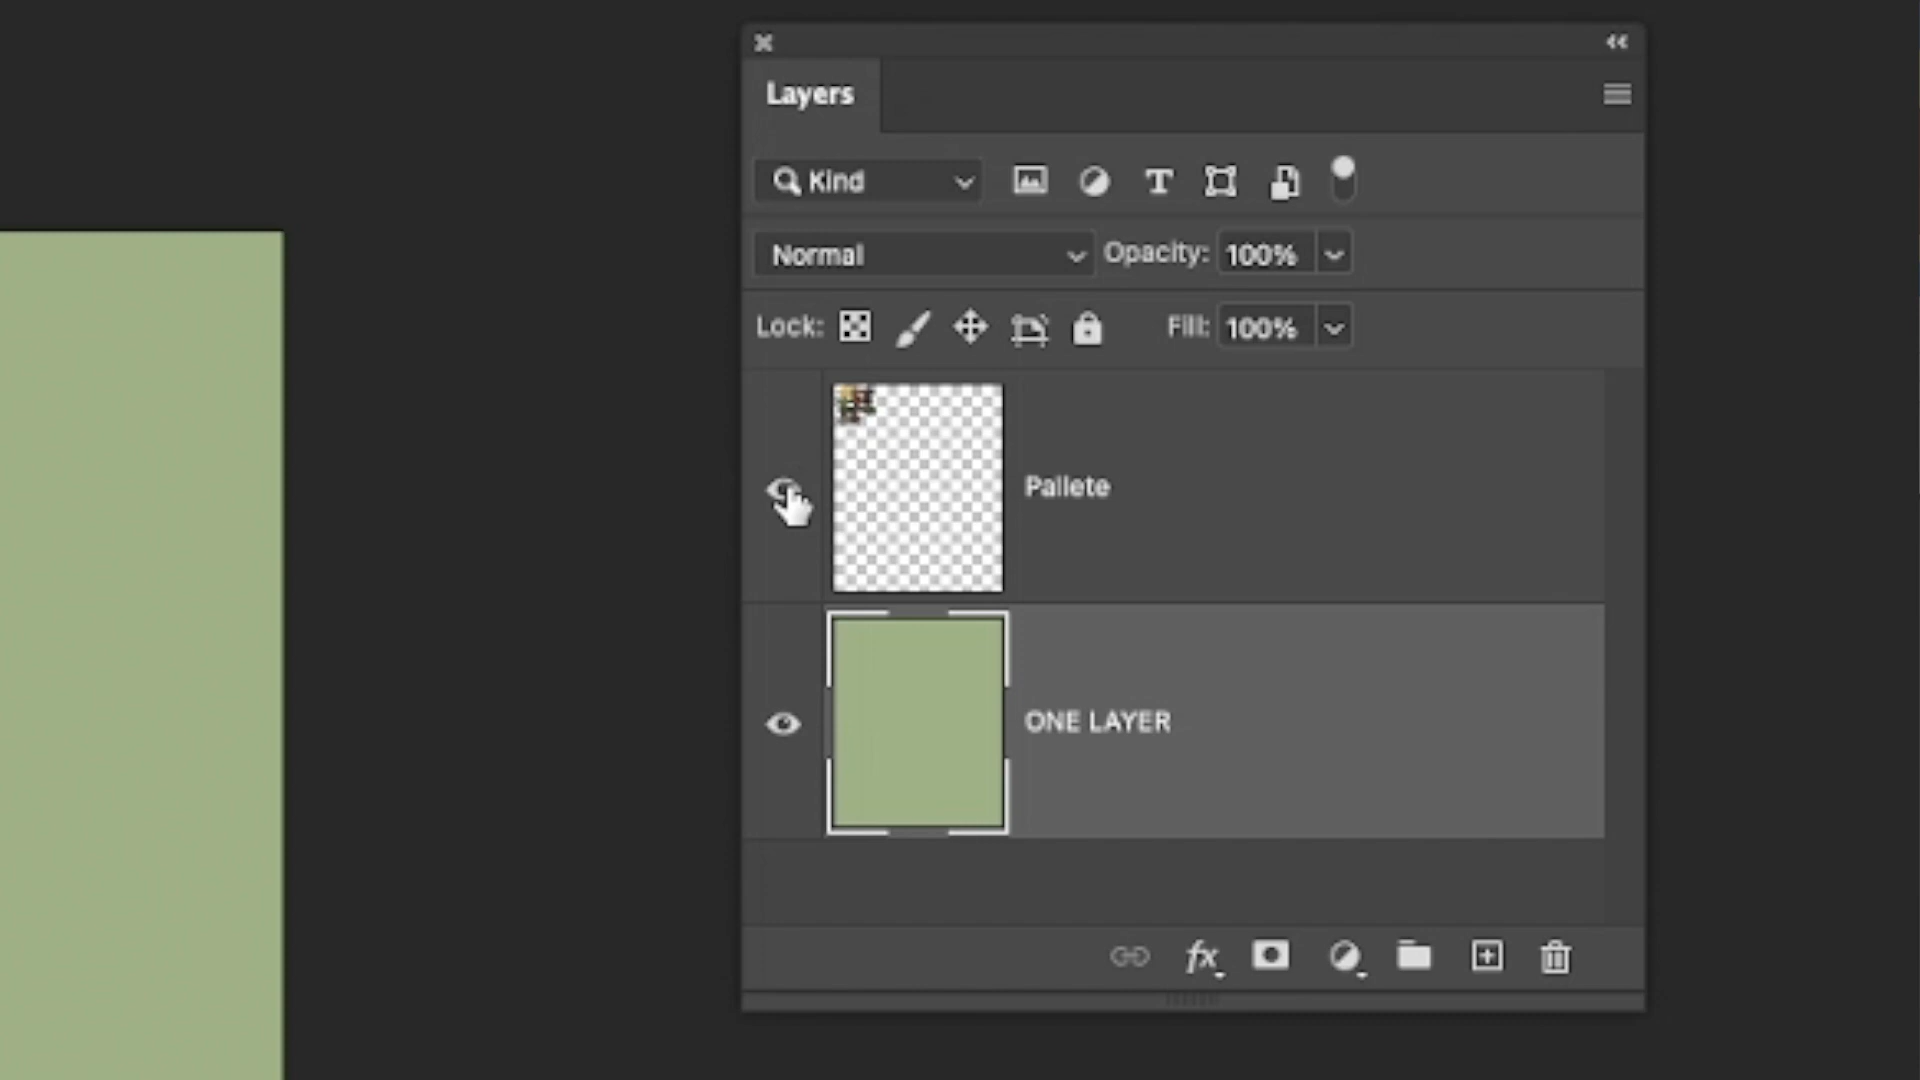 Layers
Kind
Normal Opacity: 100%
Lock: Fill: 100%
Pallete
ONE LAYER
fx